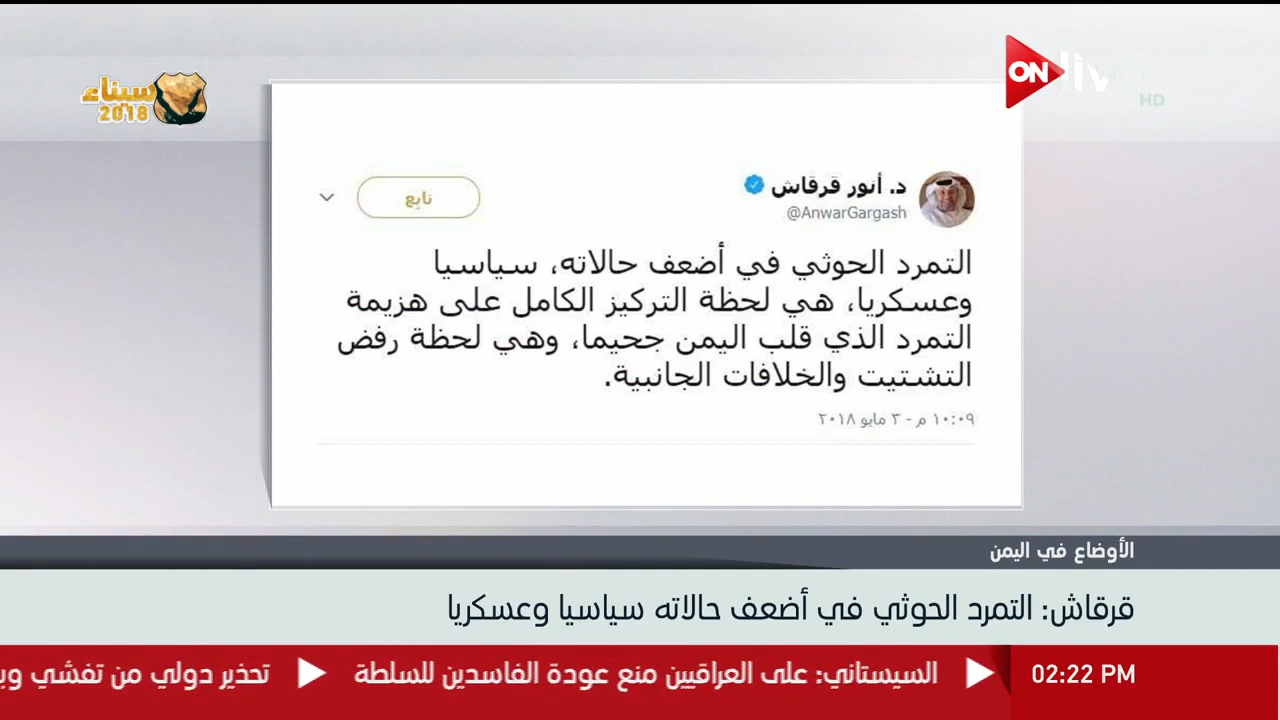 سيناء
2018
ON live
HD
د. أنور قرقاش
@AnwarGargash
تابِع
التمرد الحوثي في أضعف حالاته، سياسيا
وعسكريا، هي لحظة التركيز الكامل على هزيمة
التمرد الذي قلب اليمن جحيما، وهي لحظة رفض
التشتيت والخلافات الجانبية.
١٠:٠٩ م - ٣ مايو ٢٠١٨
الأوضاع في اليمن
قرقاش: التمرد الحوثي في أضعف حالاته سياسيا وعسكريا
02:22 PM
السيستاني: على العراقيين منع عودة الفاسدين للسلطة
تحذير دولي من تفشي